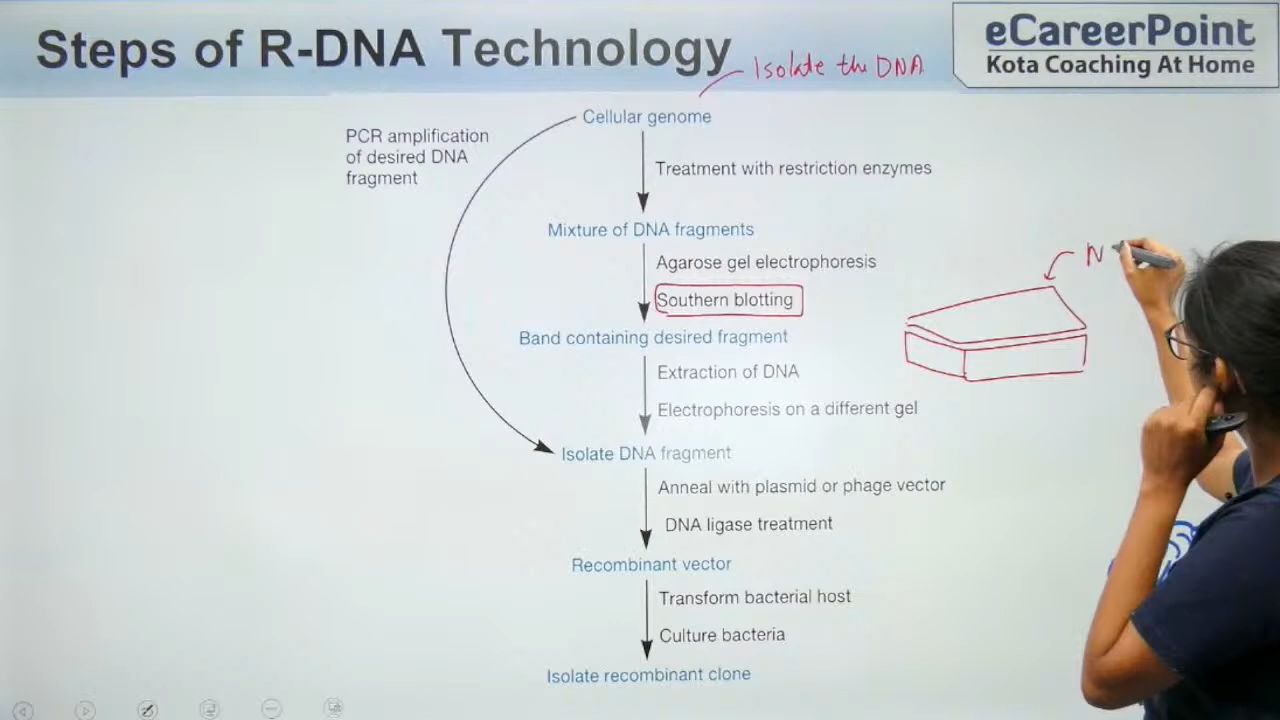 Steps of R-DNA Technology
eCareerPoint
Kota Coaching At Home
Isolate the DNA
Cellular genome
PCR amplification
of desired DNA
fragment
Treatment with restriction enzymes
Mixture of DNA fragments
Agarose gel electrophoresis
Southern blotting
N
Band containing desired fragment
Extraction of DNA
Electrophoresis on a different gel
Isolate DNA fragment
Anneal with plasmid or phage vector
DNA ligase treatment
Recombinant vector
Transform bacterial host
Culture bacteria
Isolate recombinant clone